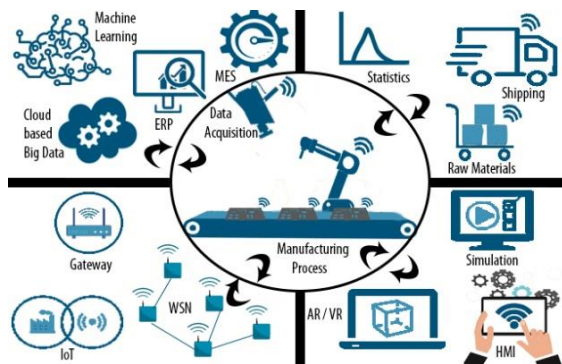 Machine
Learning
MES
ERP
Cloud
based
Big Data
Data
Acquisition
Statistics
Shipping
Raw Materials
Manufacturing
Process
Gateway
WSN
IoT
AR / VR
Simulation
HMI